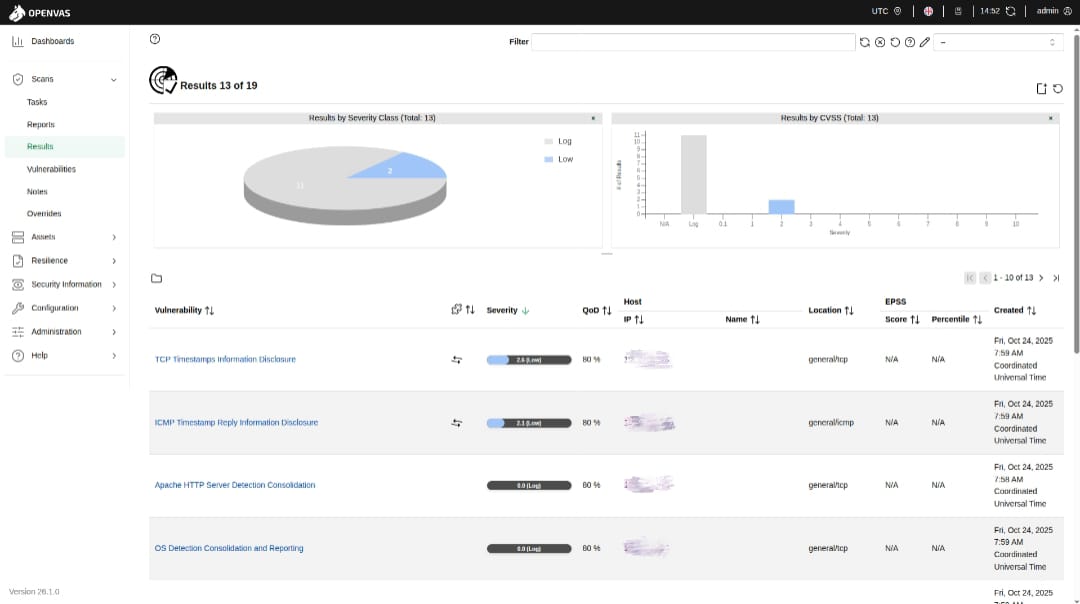 OPENVAS
UTC
14:52
admin
Dashboards
Scans
Tasks
Reports
Results
Vulnerabilities
Notes
Overrides
Assets
Resilience
Security Information
Configuration
Administration
Help
Version 26.1.0
Filter
--
Results 13 of 19
Results by Severity Class (Total: 13)
11
2
Log
Low
Results by CVSS (Total: 13)
# of Results
11
10
9
8
7
6
5
4
3
2
1
0
N/A Log 0.1 1 2 3 4 5 6 7 8 9 10
Severity
1 - 10 of 13
Vulnerability Severity QoD Host Location EPSS Created
IP Name Score Percentile
TCP Timestamps Information Disclosure 2.6 (Low) 80 % general/tcp N/A N/A Fri, Oct 24, 2025
7:59 AM
Coordinated
Universal Time
ICMP Timestamp Reply Information Disclosure 2.1 (Low) 80 % general/icmp N/A N/A Fri, Oct 24, 2025
7:59 AM
Coordinated
Universal Time
Apache HTTP Server Detection Consolidation 0.0 (Log) 80 % general/tcp N/A N/A Fri, Oct 24, 2025
7:58 AM
Coordinated
Universal Time
OS Detection Consolidation and Reporting 0.0 (Log) 80 % general/tcp N/A N/A Fri, Oct 24, 2025
7:59 AM
Coordinated
Universal Time
Fri, Oct 24, 2025